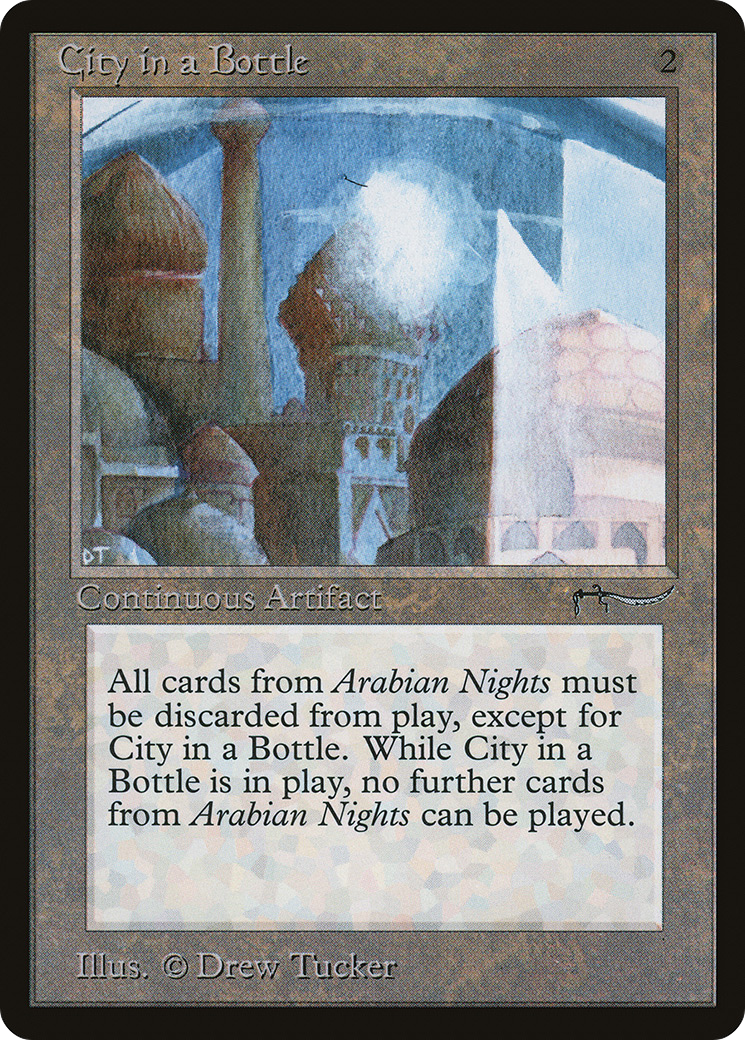 City in a Bottle
2
DT
Continuous Artifact
All cards from Arabian Nights must
be discarded from play, except for
City in a Bottle. While City in a
Bottle is in play, no further cards
from Arabian Nights can be played.
Illus. © Drew Tucker